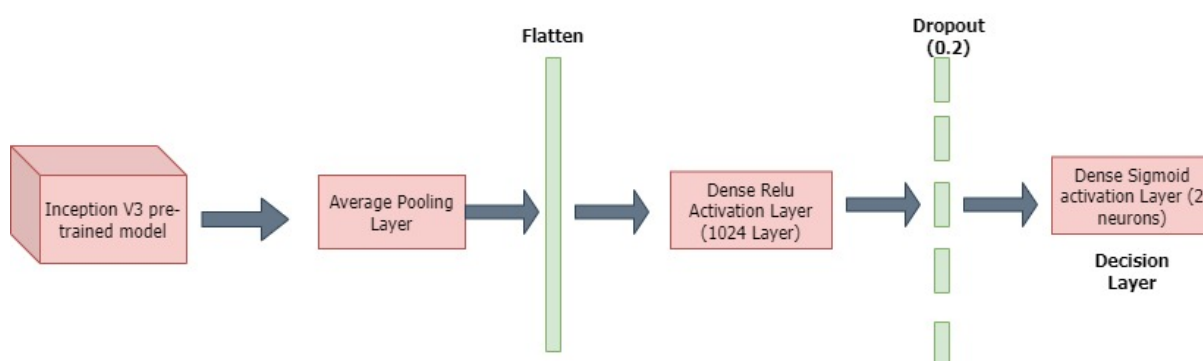 Flatten
Dropout
(0.2)
Inception V3 pre-
trained model
Average Pooling
Layer
Dense Relu
Activation Layer
(1024 Layer)
Dense Sigmoid
activation Layer (2
neurons)
Decision
Layer